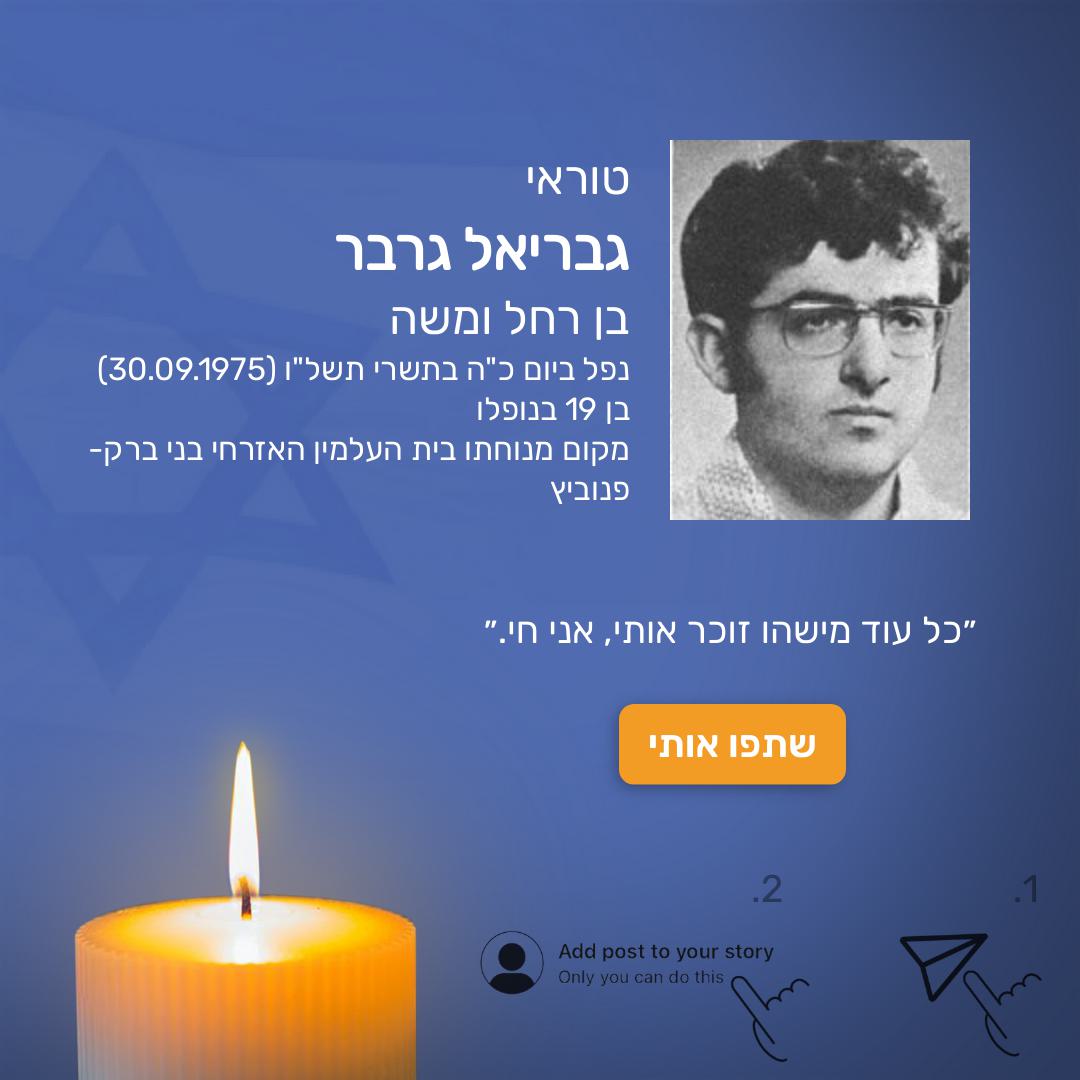 טוראי
גבריאל גרבר
בן רחל ומשה
נפל ביום כ"ה בתשרי תשל"ו (30.09.1975)
בן 19 בנופלו
מקום מנוחתו בית העלמין האזרחי בני ברק-
פנוביץ
״כל עוד מישהו זוכר אותי, אני חי.״
שתפו אותי
1.
2.
Add post to your story
Only you can do this